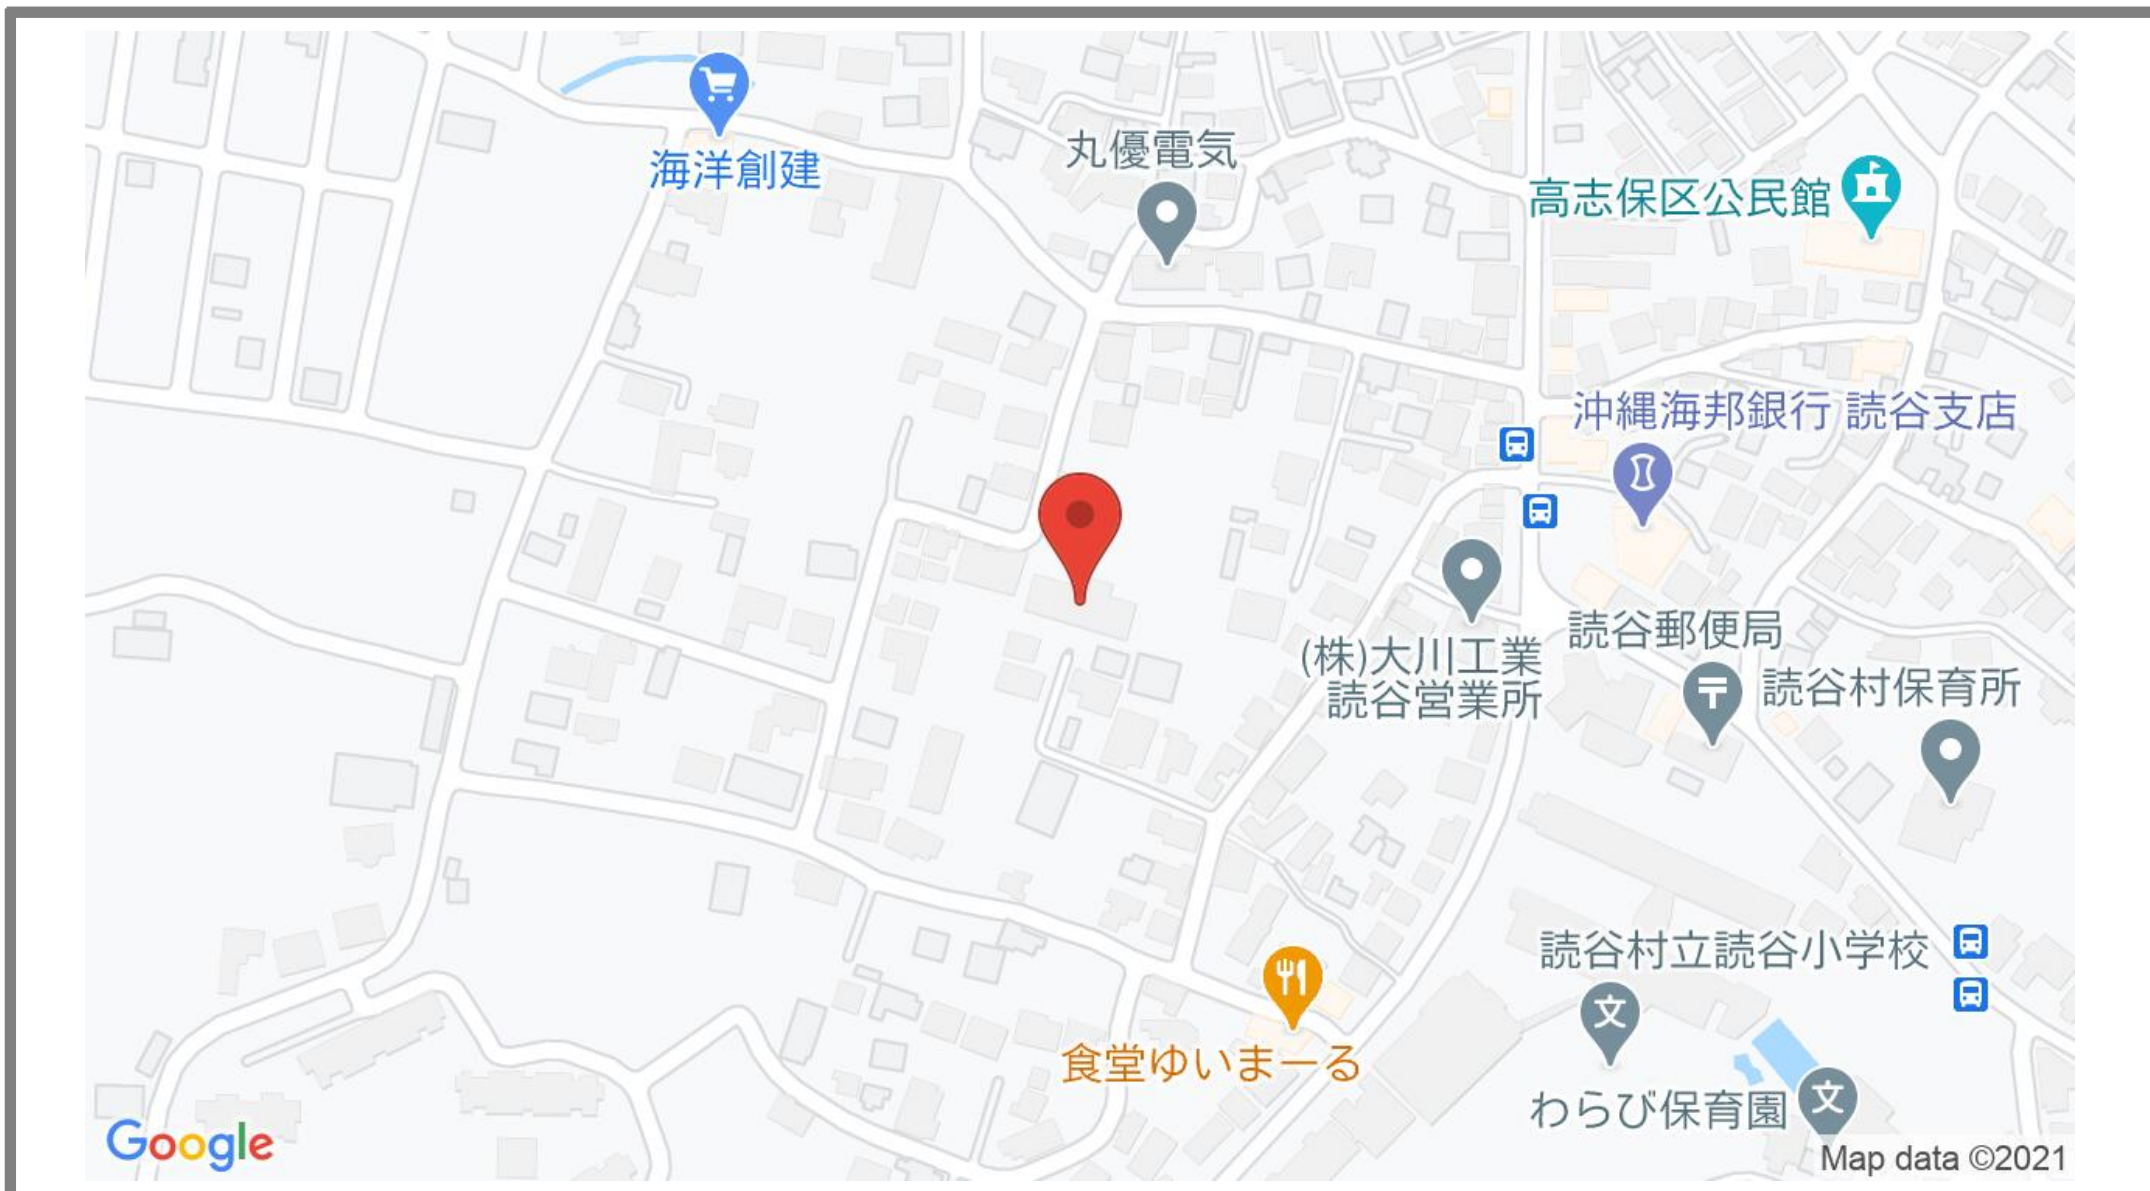 海洋創建
丸優電気
高志保区公民館
沖縄海邦銀行 読谷支店
(株)大川工業
読谷営業所
読谷郵便局
〒
読谷村保育所
読谷村立読谷小学校
文
食堂ゆいまーる
わらび保育園
文
Google
Map data ©2021